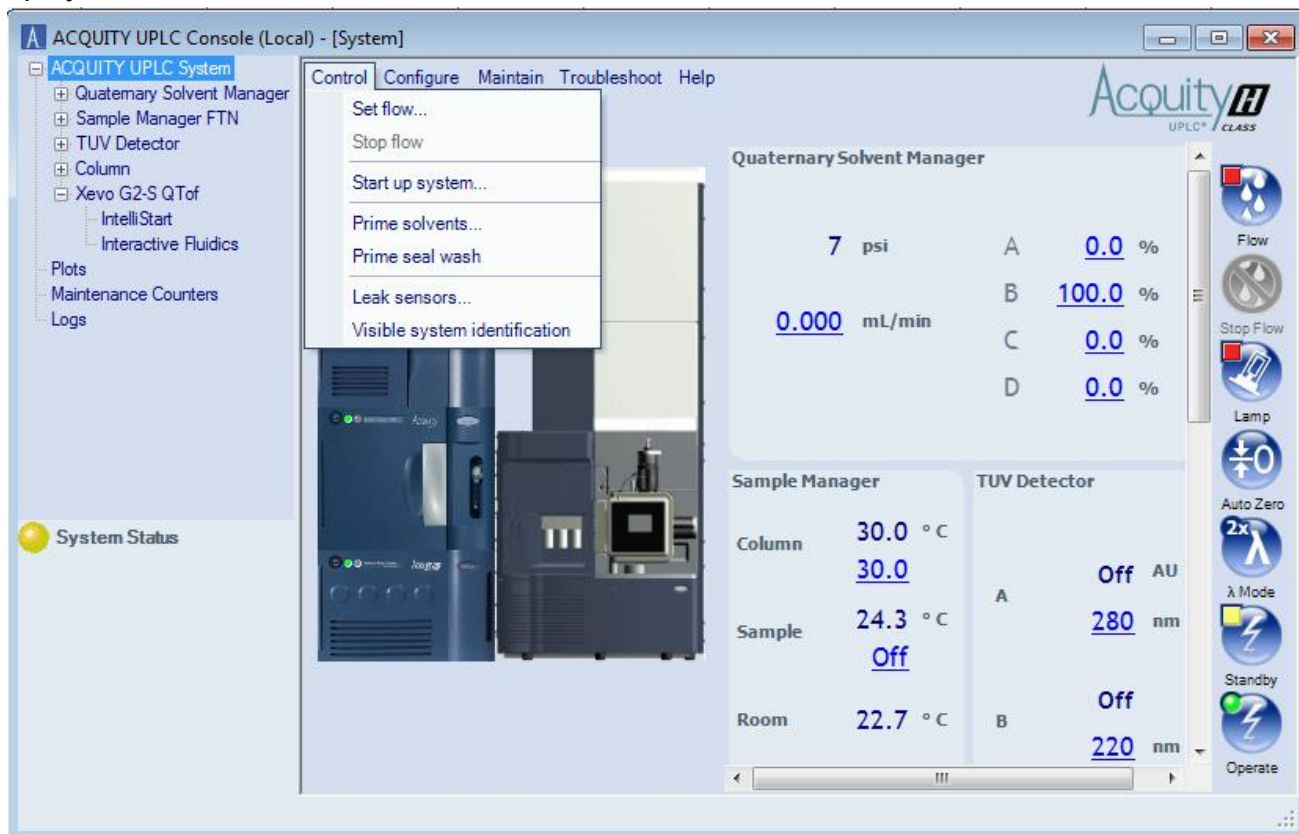 ACQUITY UPLC Console (Local) - [System]
ACQUITY UPLC System
Quaternary Solvent Manager
Sample Manager FTN
TUV Detector
Column
Xevo G2-S QTof
IntelliStart
Interactive Fluidics
Plots
Maintenance Counters
Logs
System Status
Control Configure Maintain Troubleshoot Help
Set flow...
Stop flow
Start up system...
Prime solvents...
Prime seal wash
Leak sensors...
Visible system identification
Acquity H
UPLC® CLASS
Quaternary Solvent Manager
7 psi
0.000 mL/min
A 0.0 %
B 100.0 %
C 0.0 %
D 0.0 %
Sample Manager
Column 30.0 °C
30.0
Sample 24.3 °C
Off
Room 22.7 °C
TUV Detector
A Off AU
280 nm
B Off
220 nm
Flow
Stop Flow
Lamp
Auto Zero
2x λ
λ Mode
Standby
Operate